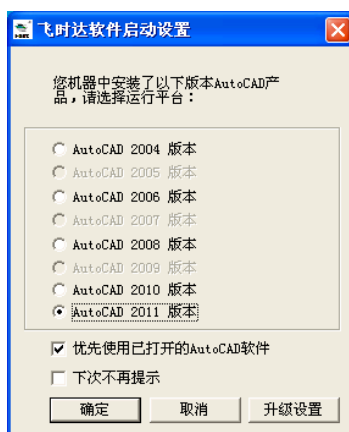 飞时达软件启动设置
您机器中安装了以下版本AutoCAD产
品，请选择运行平台：
AutoCAD 2004 版本
AutoCAD 2005 版本
AutoCAD 2006 版本
AutoCAD 2007 版本
AutoCAD 2008 版本
AutoCAD 2009 版本
AutoCAD 2010 版本
AutoCAD 2011 版本
优先使用已打开的AutoCAD软件
下次不再提示
确定 取消 升级设置